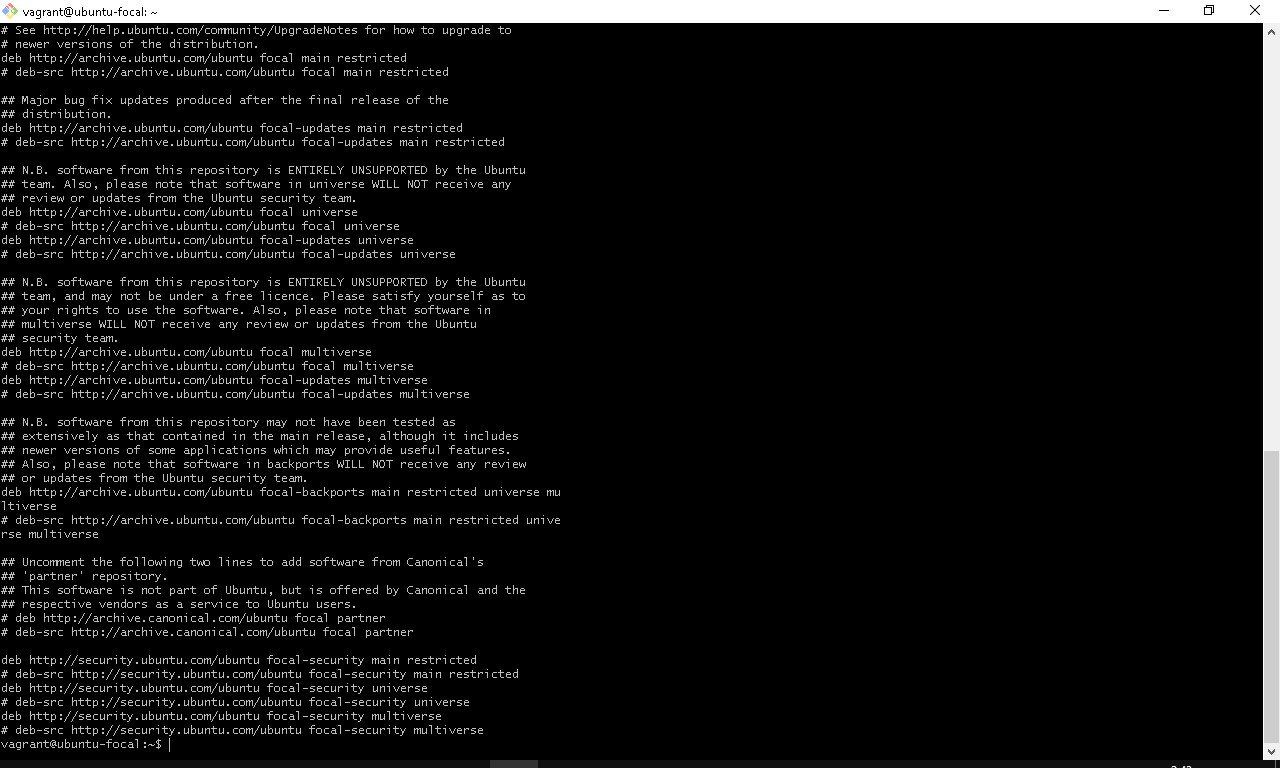 vagrant@ubuntu-focal: ~
# See http://help.ubuntu.com/community/UpgradeNotes for how to upgrade to
# newer versions of the distribution.
deb http://archive.ubuntu.com/ubuntu focal main restricted
# deb-src http://archive.ubuntu.com/ubuntu focal main restricted
## Major bug fix updates produced after the final release of the
## distribution.
deb http://archive.ubuntu.com/ubuntu focal-updates main restricted
# deb-src http://archive.ubuntu.com/ubuntu focal-updates main restricted
## N.B. software from this repository is ENTIRELY UNSUPPORTED by the Ubuntu
## team. Also, please note that software in universe WILL NOT receive any
## review or updates from the Ubuntu security team.
deb http://archive.ubuntu.com/ubuntu focal universe
# deb-src http://archive.ubuntu.com/ubuntu focal universe
deb http://archive.ubuntu.com/ubuntu focal-updates universe
# deb-src http://archive.ubuntu.com/ubuntu focal-updates universe
## N.B. software from this repository is ENTIRELY UNSUPPORTED by the Ubuntu
## team, and may not be under a free licence. Please satisfy yourself as to
## your rights to use the software. Also, please note that software in
## multiverse WILL NOT receive any review or updates from the Ubuntu
## security team.
deb http://archive.ubuntu.com/ubuntu focal multiverse
# deb-src http://archive.ubuntu.com/ubuntu focal multiverse
deb http://archive.ubuntu.com/ubuntu focal-updates multiverse
# deb-src http://archive.ubuntu.com/ubuntu focal-updates multiverse
## N.B. software from this repository may not have been tested as
## extensively as that contained in the main release, although it includes
## newer versions of some applications which may provide useful features.
## Also, please note that software in backports WILL NOT receive any review
## or updates from the Ubuntu security team.
deb http://archive.ubuntu.com/ubuntu focal-backports main restricted universe mu
ltiverse
# deb-src http://archive.ubuntu.com/ubuntu focal-backports main restricted unive
rse multiverse
## Uncomment the following two lines to add software from Canonical's
## 'partner' repository.
## This software is not part of Ubuntu, but is offered by Canonical and the
## respective vendors as a service to Ubuntu users.
# deb http://archive.canonical.com/ubuntu focal partner
# deb-src http://archive.canonical.com/ubuntu focal partner
deb http://security.ubuntu.com/ubuntu focal-security main restricted
# deb-src http://security.ubuntu.com/ubuntu focal-security main restricted
deb http://security.ubuntu.com/ubuntu focal-security universe
# deb-src http://security.ubuntu.com/ubuntu focal-security universe
deb http://security.ubuntu.com/ubuntu focal-security multiverse
# deb-src http://security.ubuntu.com/ubuntu focal-security multiverse
vagrant@ubuntu-focal:~$